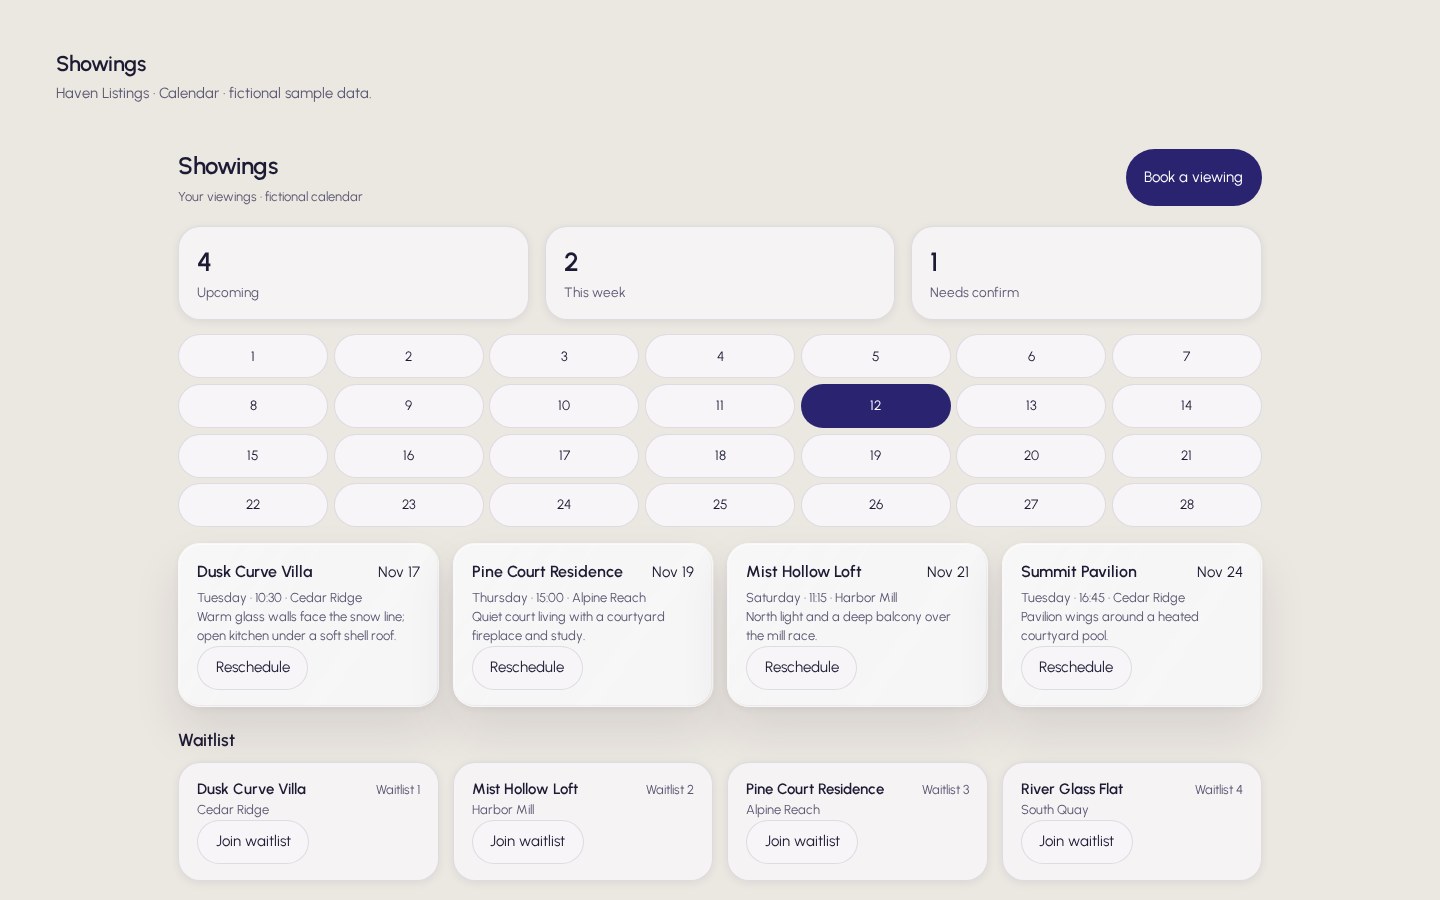 Showings
Haven Listings · Calendar · fictional sample data.
Showings
Your viewings · fictional calendar
Book a viewing
4
Upcoming
2
This week
1
Needs confirm
1 2 3 4 5 6 7
8 9 10 11 12 13 14
15 16 17 18 19 20 21
22 23 24 25 26 27 28
Dusk Curve Villa Nov 17
Tuesday · 10:30 · Cedar Ridge
Warm glass walls face the snow line;
open kitchen under a soft shell roof.
Reschedule
Pine Court Residence Nov 19
Thursday · 15:00 · Alpine Reach
Quiet court living with a courtyard
fireplace and study.
Reschedule
Mist Hollow Loft Nov 21
Saturday · 11:15 · Harbor Mill
North light and a deep balcony over
the mill race.
Reschedule
Summit Pavilion Nov 24
Tuesday · 16:45 · Cedar Ridge
Pavilion wings around a heated
courtyard pool.
Reschedule
Waitlist
Dusk Curve Villa Waitlist 1
Cedar Ridge
Join waitlist
Mist Hollow Loft Waitlist 2
Harbor Mill
Join waitlist
Pine Court Residence Waitlist 3
Alpine Reach
Join waitlist
River Glass Flat Waitlist 4
South Quay
Join waitlist